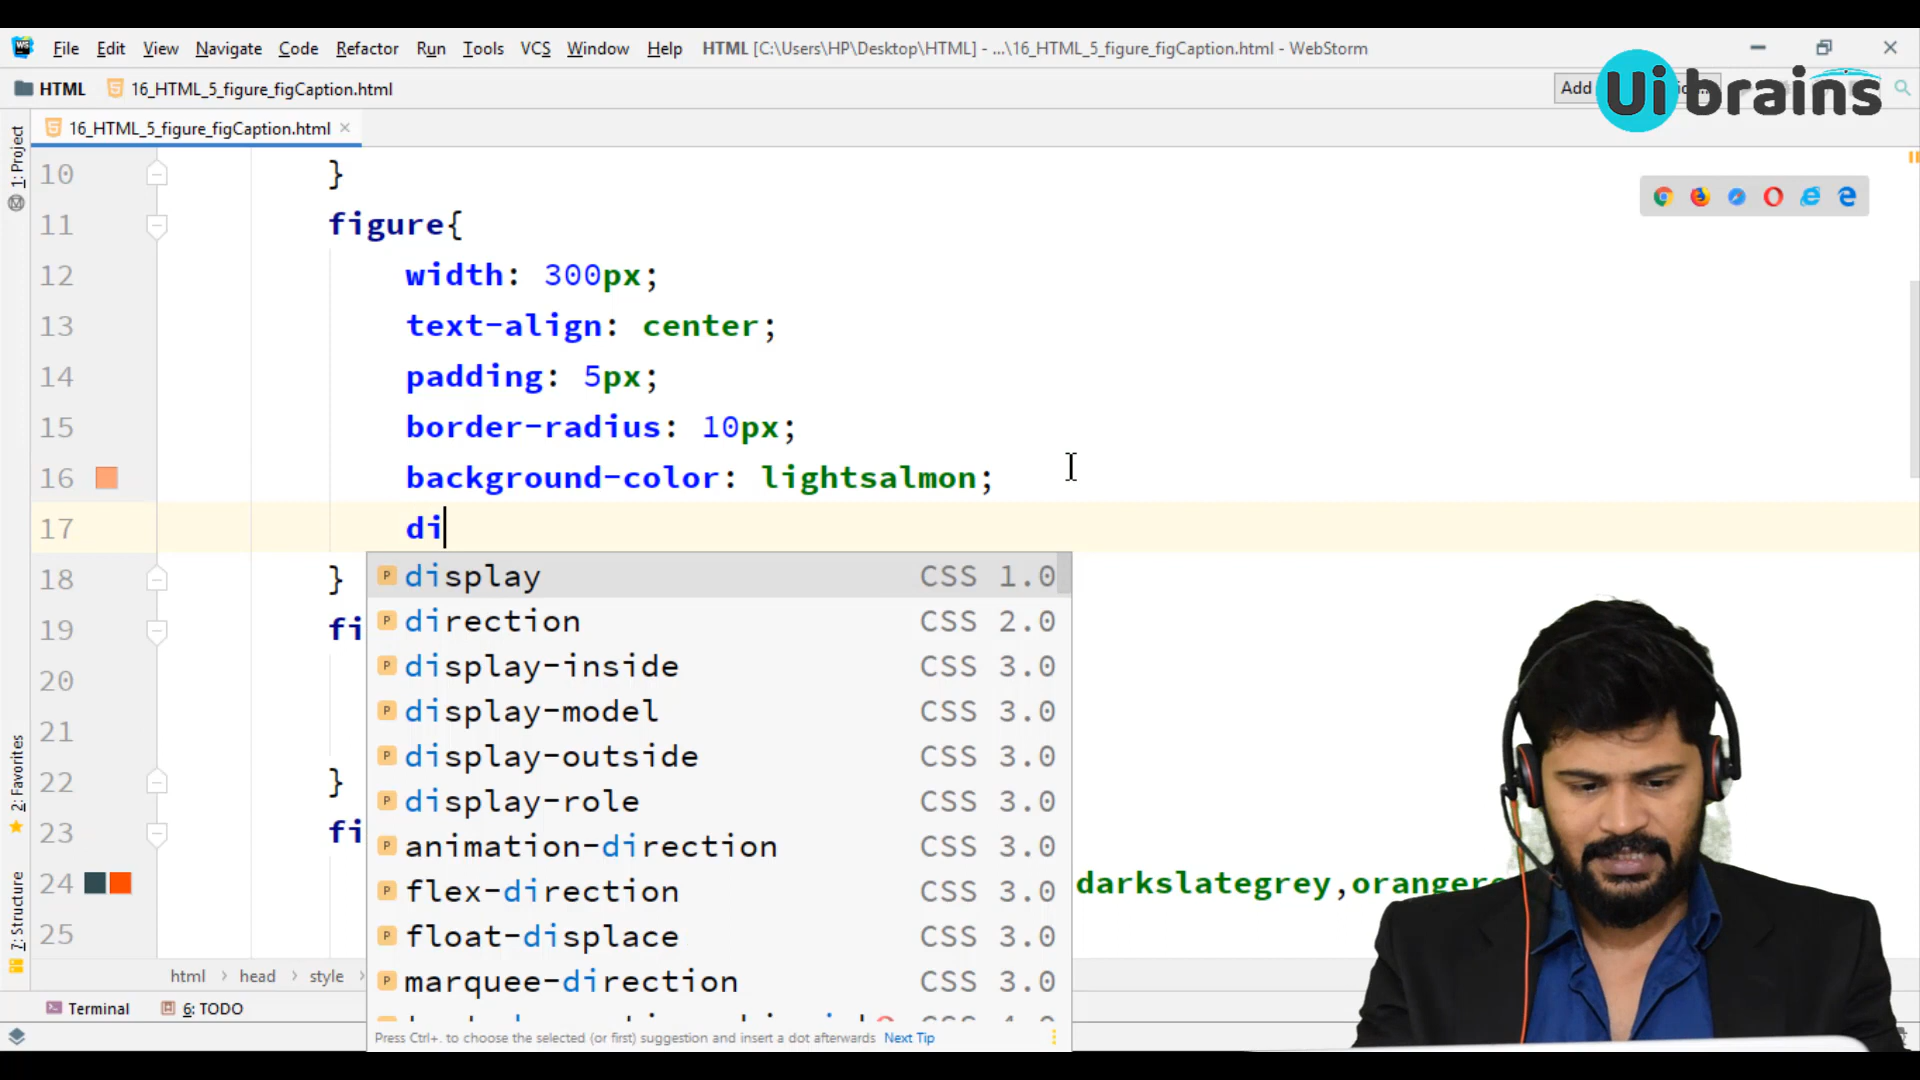 File Edit View Navigate Code Refactor Run Tools VCS Window Help HTML [C:\Users\HP\Desktop\HTML] - ...\16_HTML_5_figure_figCaption.html - WebStorm
HTML 16_HTML_5_figure_figCaption.html Add
Ui brains
16_HTML_5_figure_figCaption.html
1: Project
2: Favorites
7: Structure
10 }
11 figure{
12 width: 300px;
13 text-align: center;
14 padding: 5px;
15 border-radius: 10px;
16 background-color: lightsalmon;
17 di
18 }
19 fi
20
21
22 }
23 fi
24 darkslategrey,orangere
25
display CSS 1.0
direction CSS 2.0
display-inside CSS 3.0
display-model CSS 3.0
display-outside CSS 3.0
display-role CSS 3.0
animation-direction CSS 3.0
flex-direction CSS 3.0
float-displace CSS 3.0
marquee-direction CSS 3.0
Press Ctrl+. to choose the selected (or first) suggestion and insert a dot afterwards Next Tip
html › head › style ›
Terminal 6: TODO